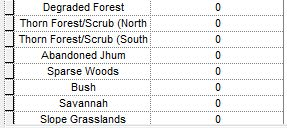 Degraded Forest 0
Thorn Forest/Scrub (North 0
Thorn Forest/Scrub (South 0
Abandoned Jhum 0
Sparse Woods 0
Bush 0
Savannah 0
Slope Grasslands 0